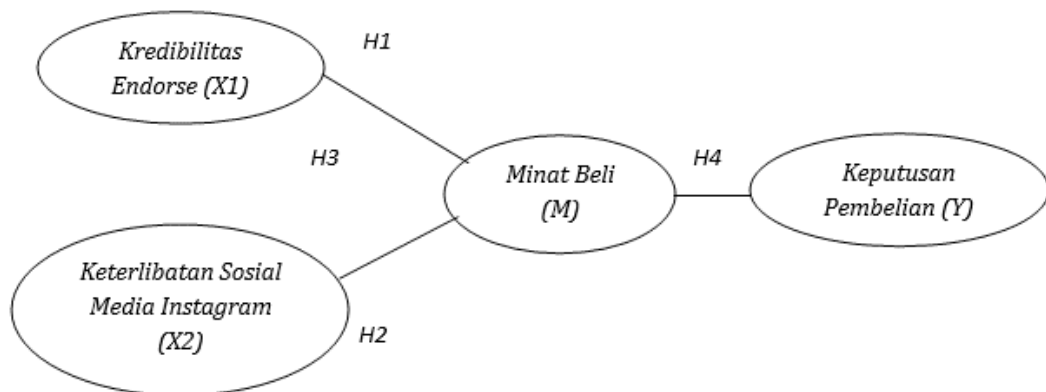 H1
Kredibilitas
Endorse (X1)
H3
Minat Beli
(M)
H4
Keputusan
Pembelian (Y)
Keterlibatan Sosial
Media Instagram
(X2)
H2